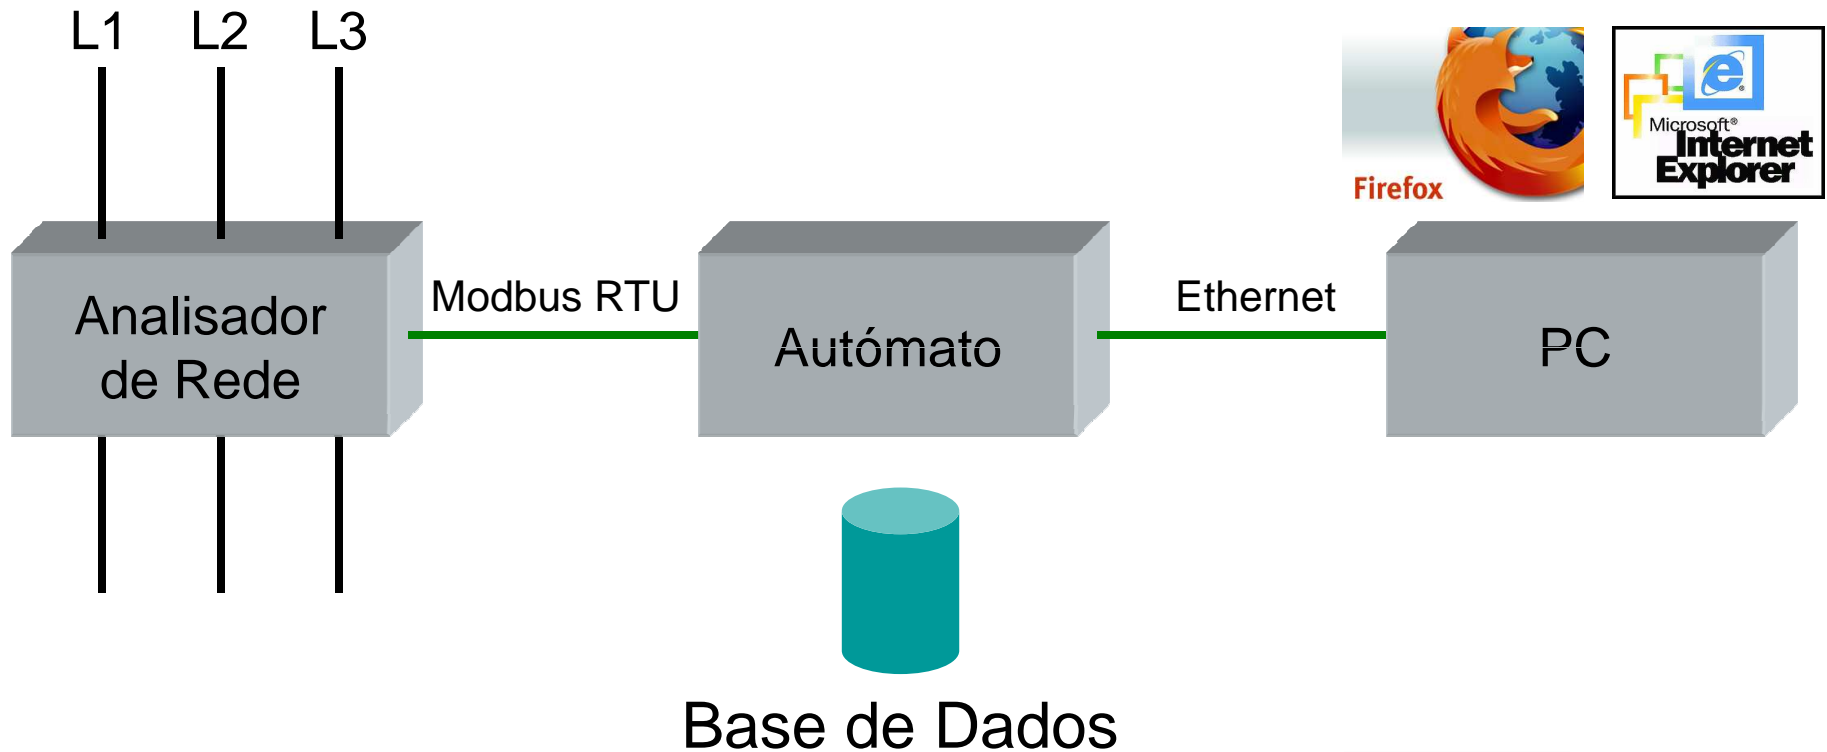 L1 L2 L3
Firefox
Microsoft®
Internet
Explorer
Analisador
de Rede
Modbus RTU
Autómato
Ethernet
PC
Base de Dados